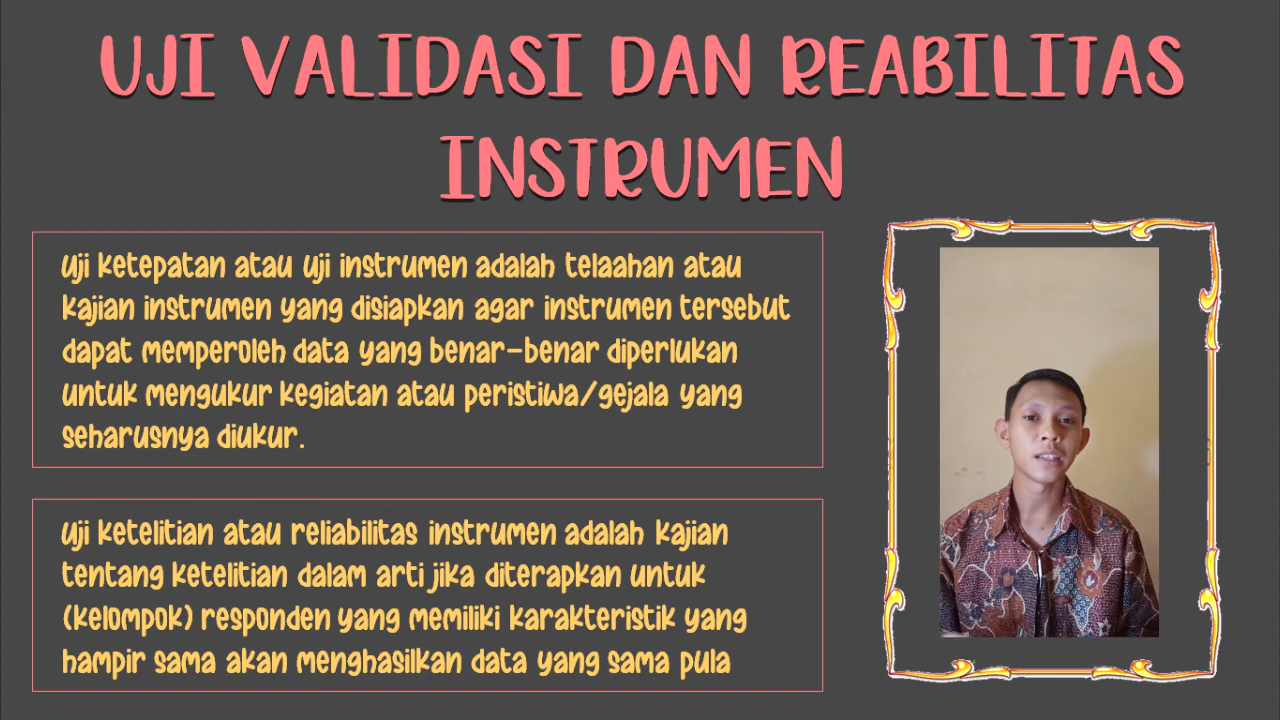 UJI VALIDASI DAN REABILITAS
INSTRUMEN
Uji ketepatan atau Uji instrumen adalah telaahan atau
kajian instrumen yang disiapkan agar instrumen tersebut
dapat memperoleh data yang benar-benar diperlukan
untuk mengukur kegiatan atau peristiwa/gejala yang
seharusnya diukur.
Uji ketelitian atau reliabilitas instrumen adalah kajian
tentang ketelitian dalam arti jika diterapkan untuk
(kelompok) responden yang memiliki karakteristik yang
hampir sama akan menghasilkan data yang sama pula